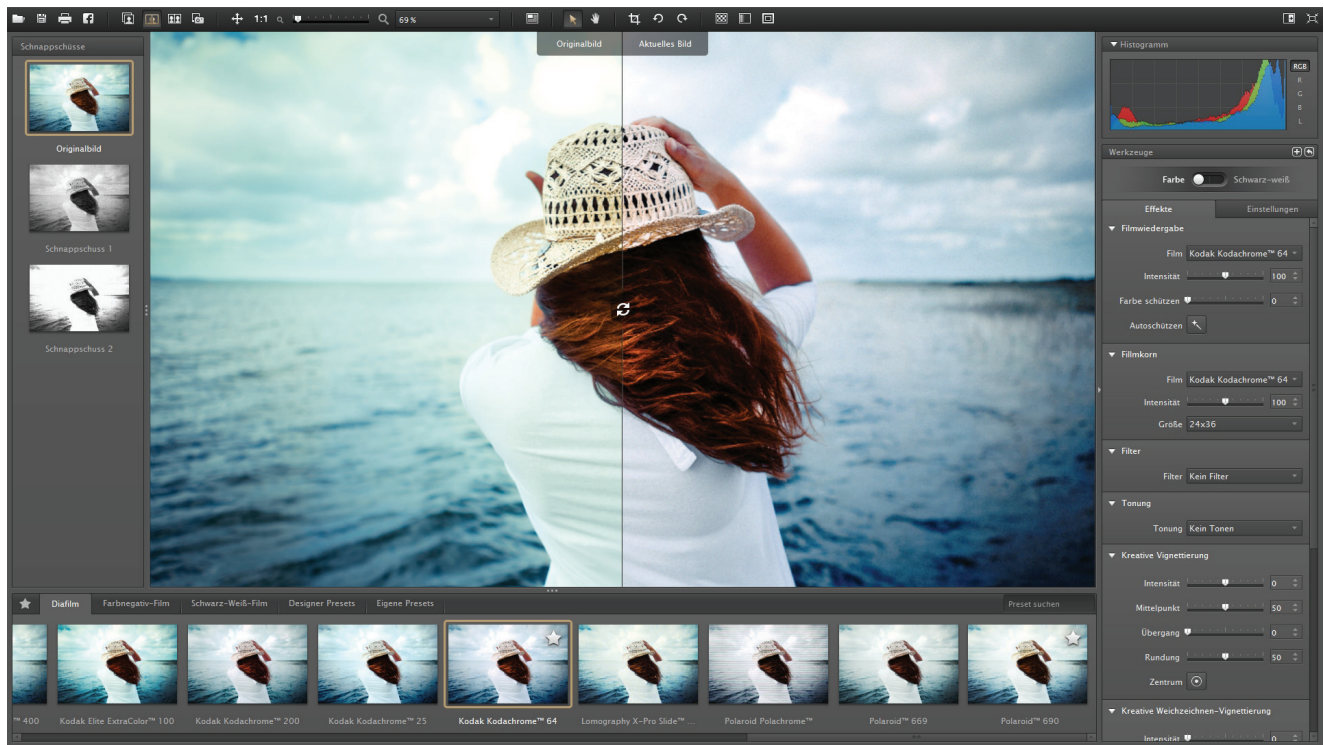 1:1
69 %
Schnappschüsse
Originalbild
Schnappschuss 1
Schnappschuss 2
Originalbild
Aktuelles Bild
Histogramm
RGB
R
G
B
L
Werkzeuge
Farbe
Schwarz-weiß
Effekte
Einstellungen
Filmwiedergabe
Film Kodak Kodachrome™ 64
Intensität 100
Farbe schützen 0
Autoschützen
Fillmkorn
Film Kodak Kodachrome™ 64
Intensität 100
Größe 24x36
Filter
Filter Kein Filter
Tonung
Tonung Kein Tonen
Kreative Vignettierung
Intensität 0
Mittelpunkt 50
Übergang 0
Rundung 50
Zentrum
Kreative Weichzeichnen-Vignettierung
Intensität 0
Diafilm
Farbnegativ-Film
Schwarz-Weiß-Film
Designer Presets
Eigene Presets
Preset suchen
™ 400
Kodak Elite ExtraColor™ 100
Kodak Kodachrome™ 200
Kodak Kodachrome™ 25
Kodak Kodachrome™ 64
Lomography X-Pro Slide™ ...
Polaroid Polachrome™
Polaroid™ 669
Polaroid™ 690